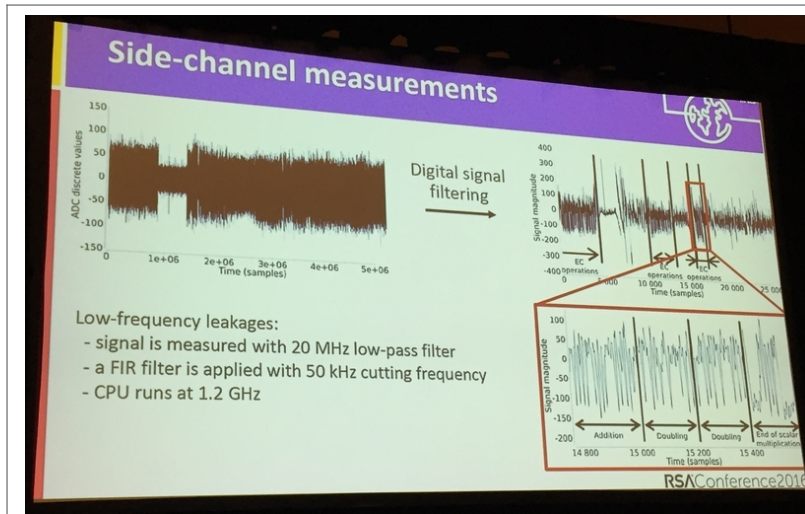 Side-channel measurements
150
100
50
0
-50
-100
-150
ADC discrete values
0
1e+06
2e+06
3e+06
4e+06
5e+06
Time (samples)
Digital signal
filtering
400
300
200
100
0
-100
-200
-300
-400
Signal magnitude
EC
operations
EC
operations
EC
operations
0
10 000
15 000
20 000
Time (samples)
Low-frequency leakages:
- signal is measured with 20 MHz low-pass filter
- a FIR filter is applied with 50 kHz cutting frequency
- CPU runs at 1.2 GHz
100
50
0
-50
-100
-150
-200
Signal magnitude
Addition
Doubling
Doubling
End of scalar
multiplication
14 800
15 000
15 200
15 400
Time (samples)
RSAConference2016